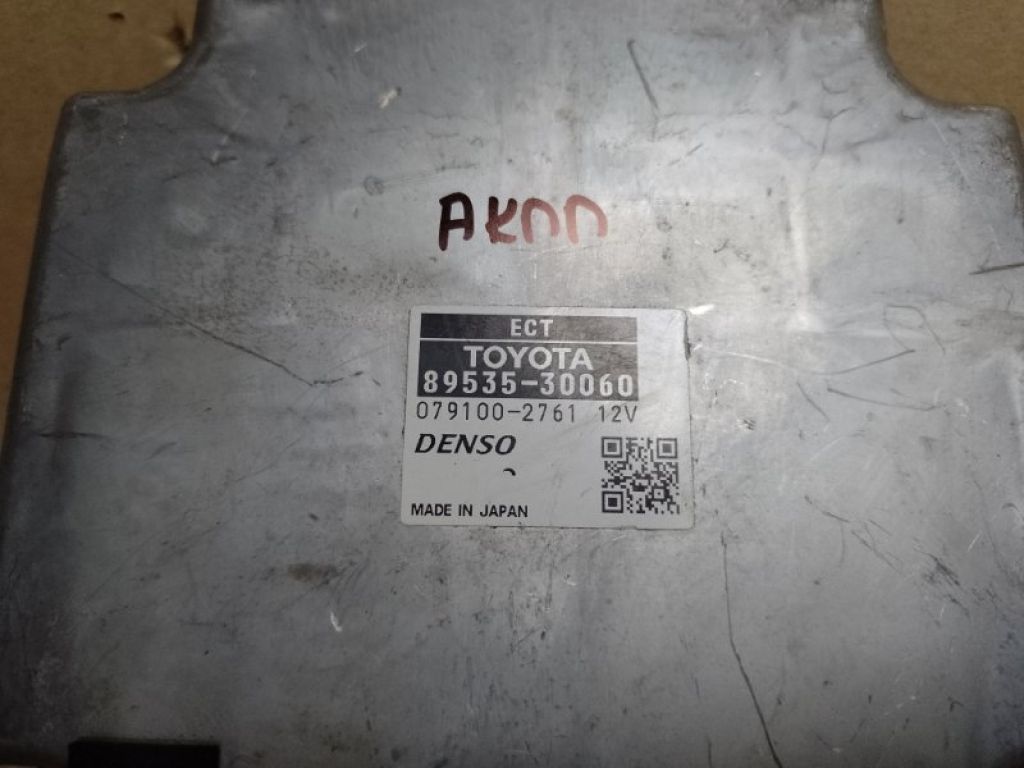 АКПП
ECT
TOYOTA
89535-30060
079100-2761 12V
DENSO
MADE IN JAPAN